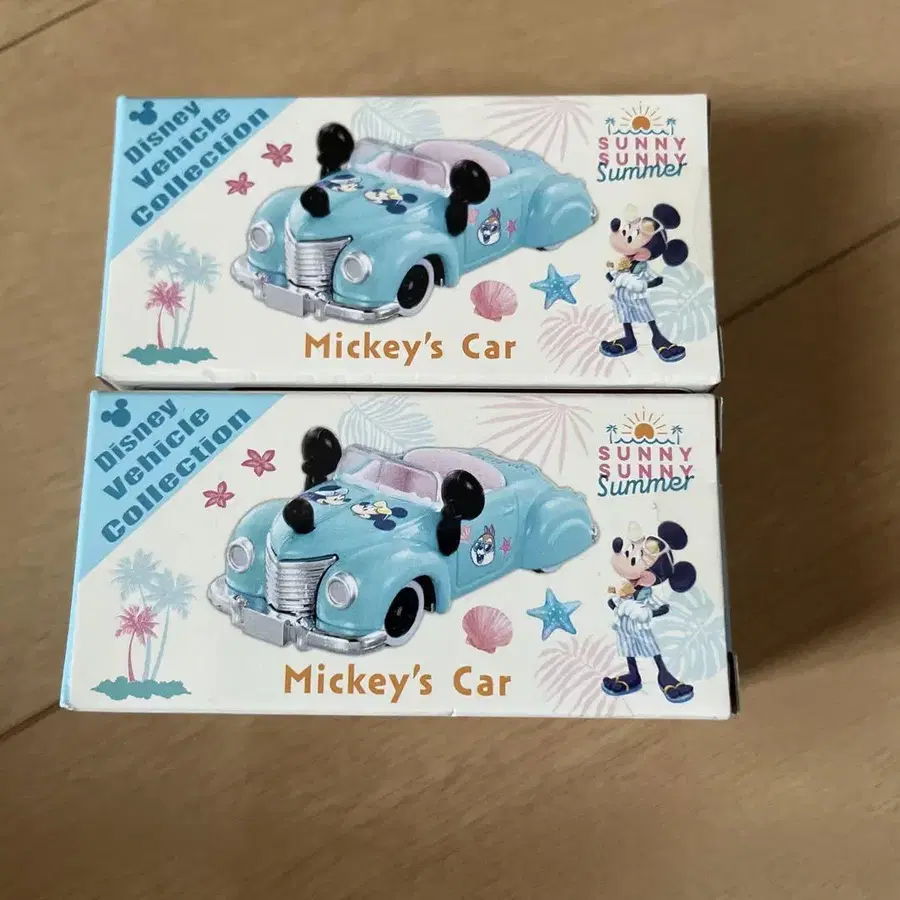 Disney
Vehicle
Collection
SUNNY
SUNNY
Summer
Mickey's Car
Disney
Vehicle
Collection
SUNNY
SUNNY
Summer
Mickey's Car